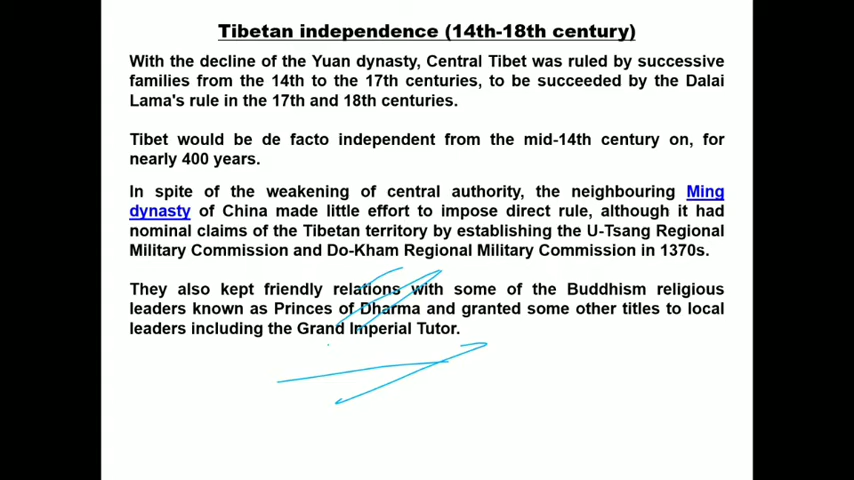 Tibetan independence (14th-18th century)
With the decline of the Yuan dynasty, Central Tibet was ruled by successive
families from the 14th to the 17th centuries, to be succeeded by the Dalai
Lama's rule in the 17th and 18th centuries.
Tibet would be de facto independent from the mid-14th century on, for
nearly 400 years.
In spite of the weakening of central authority, the neighbouring Ming
dynasty of China made little effort to impose direct rule, although it had
nominal claims of the Tibetan territory by establishing the U-Tsang Regional
Military Commission and Do-Kham Regional Military Commission in 1370s.
They also kept friendly relations with some of the Buddhism religious
leaders known as Princes of Dharma and granted some other titles to local
leaders including the Grand Imperial Tutor.